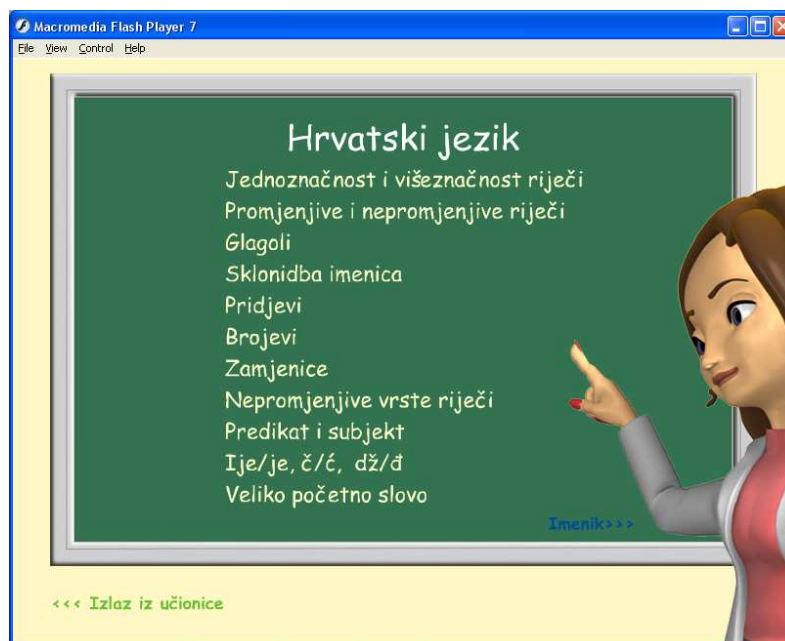 Macromedia Flash Player 7
File View Control Help
Hrvatski jezik
Jednoznačnost i višeznačnost riječi
Promjenjive i nepromjenjive riječi
Glagoli
Sklonidba imenica
Pridjevi
Brojevi
Zamjenice
Nepromjenjive vrste riječi
Predikat i subjekt
Ije/je, č/ć, dž/đ
Veliko početno slovo
Imenik>>>
<<< Izlaz iz učionice